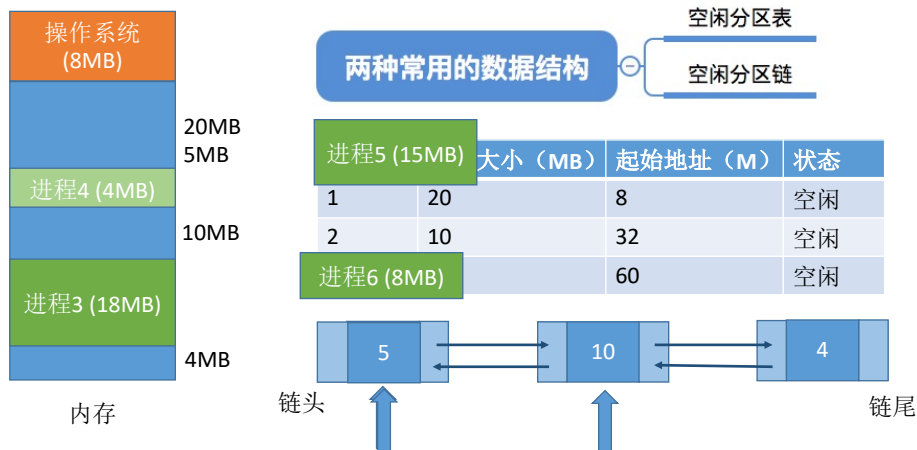 操作系统
(8MB)
20MB
5MB
进程4 (4MB)
10MB
进程3 (18MB)
4MB
内存
两种常用的数据结构
空闲分区表
空闲分区链
进程5 (15MB)
大小（MB） 起始地址（M） 状态
1 20 8 空闲
2 10 32 空闲
进程6 (8MB)
60 空闲
5 10 4
链头
链尾